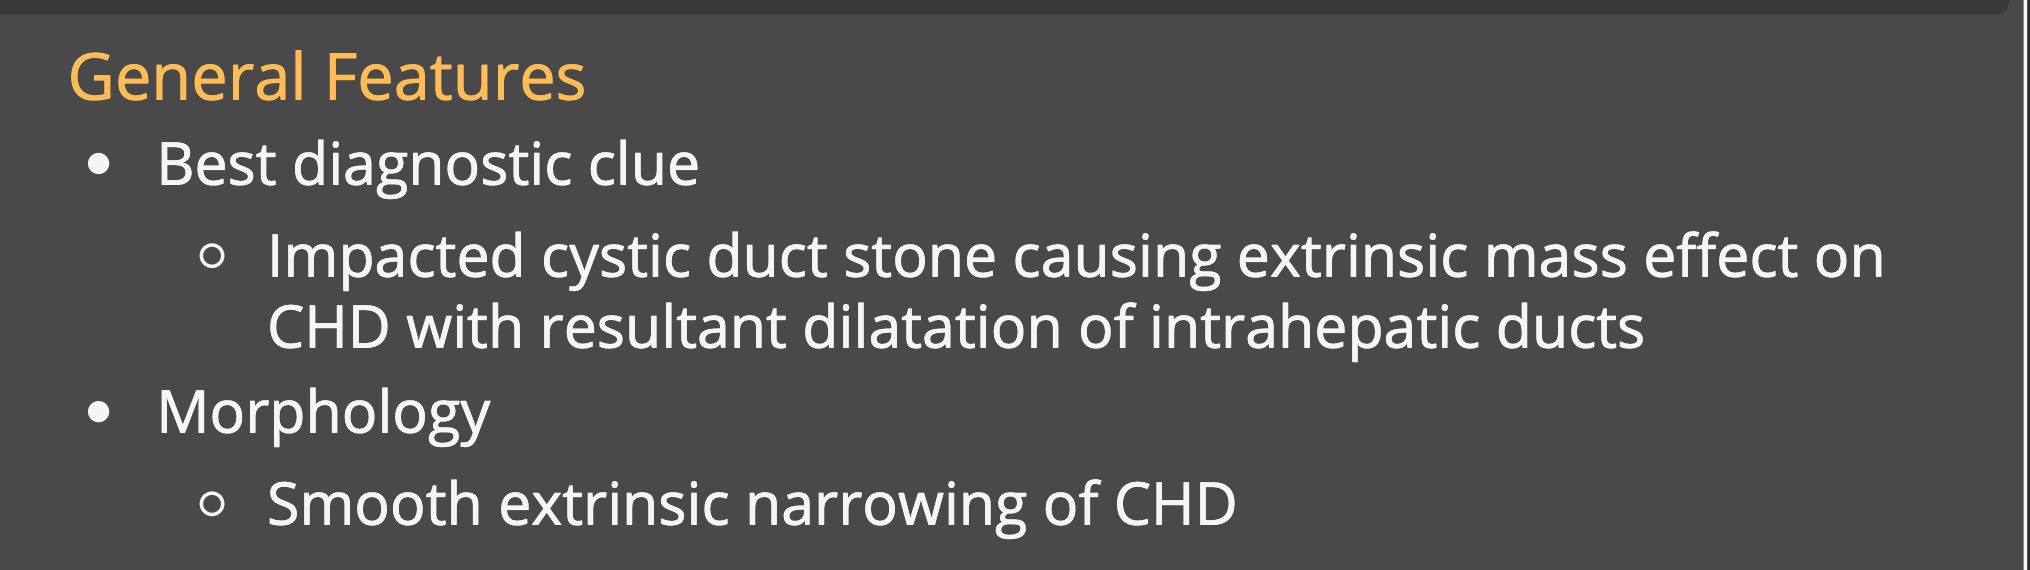 General Features
• Best diagnostic clue
○ Impacted cystic duct stone causing extrinsic mass effect on
CHD with resultant dilatation of intrahepatic ducts
• Morphology
○ Smooth extrinsic narrowing of CHD